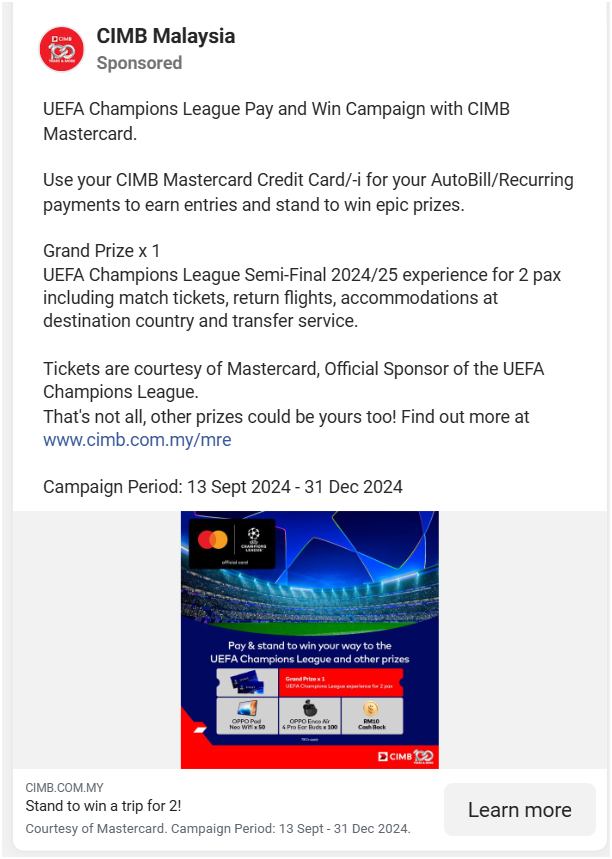 CIMB
100
YEARS & MORE
CIMB Malaysia
Sponsored
UEFA Champions League Pay and Win Campaign with CIMB
Mastercard.
Use your CIMB Mastercard Credit Card/-i for your AutoBill/Recurring
payments to earn entries and stand to win epic prizes.
Grand Prize x 1
UEFA Champions League Semi-Final 2024/25 experience for 2 pax
including match tickets, return flights, accommodations at
destination country and transfer service.
Tickets are courtesy of Mastercard, Official Sponsor of the UEFA
Champions League.
That's not all, other prizes could be yours too! Find out more at
www.cimb.com.my/mre
Campaign Period: 13 Sept 2024 - 31 Dec 2024
CHAMPIONS
LEAGUE
official card
Pay & stand to win your way to the
UEFA Champions League and other prizes
Grand Prize x 1
UEFA Champions League experience for 2 pax
OPPO Pad
Neo Wifi x 50
OPPO Enco Air
4 Pro Ear Buds x 100
RM10
Cash Back
CIMB 100
CIMB.COM.MY
Stand to win a trip for 2!
Courtesy of Mastercard. Campaign Period: 13 Sept - 31 Dec 2024.
Learn more